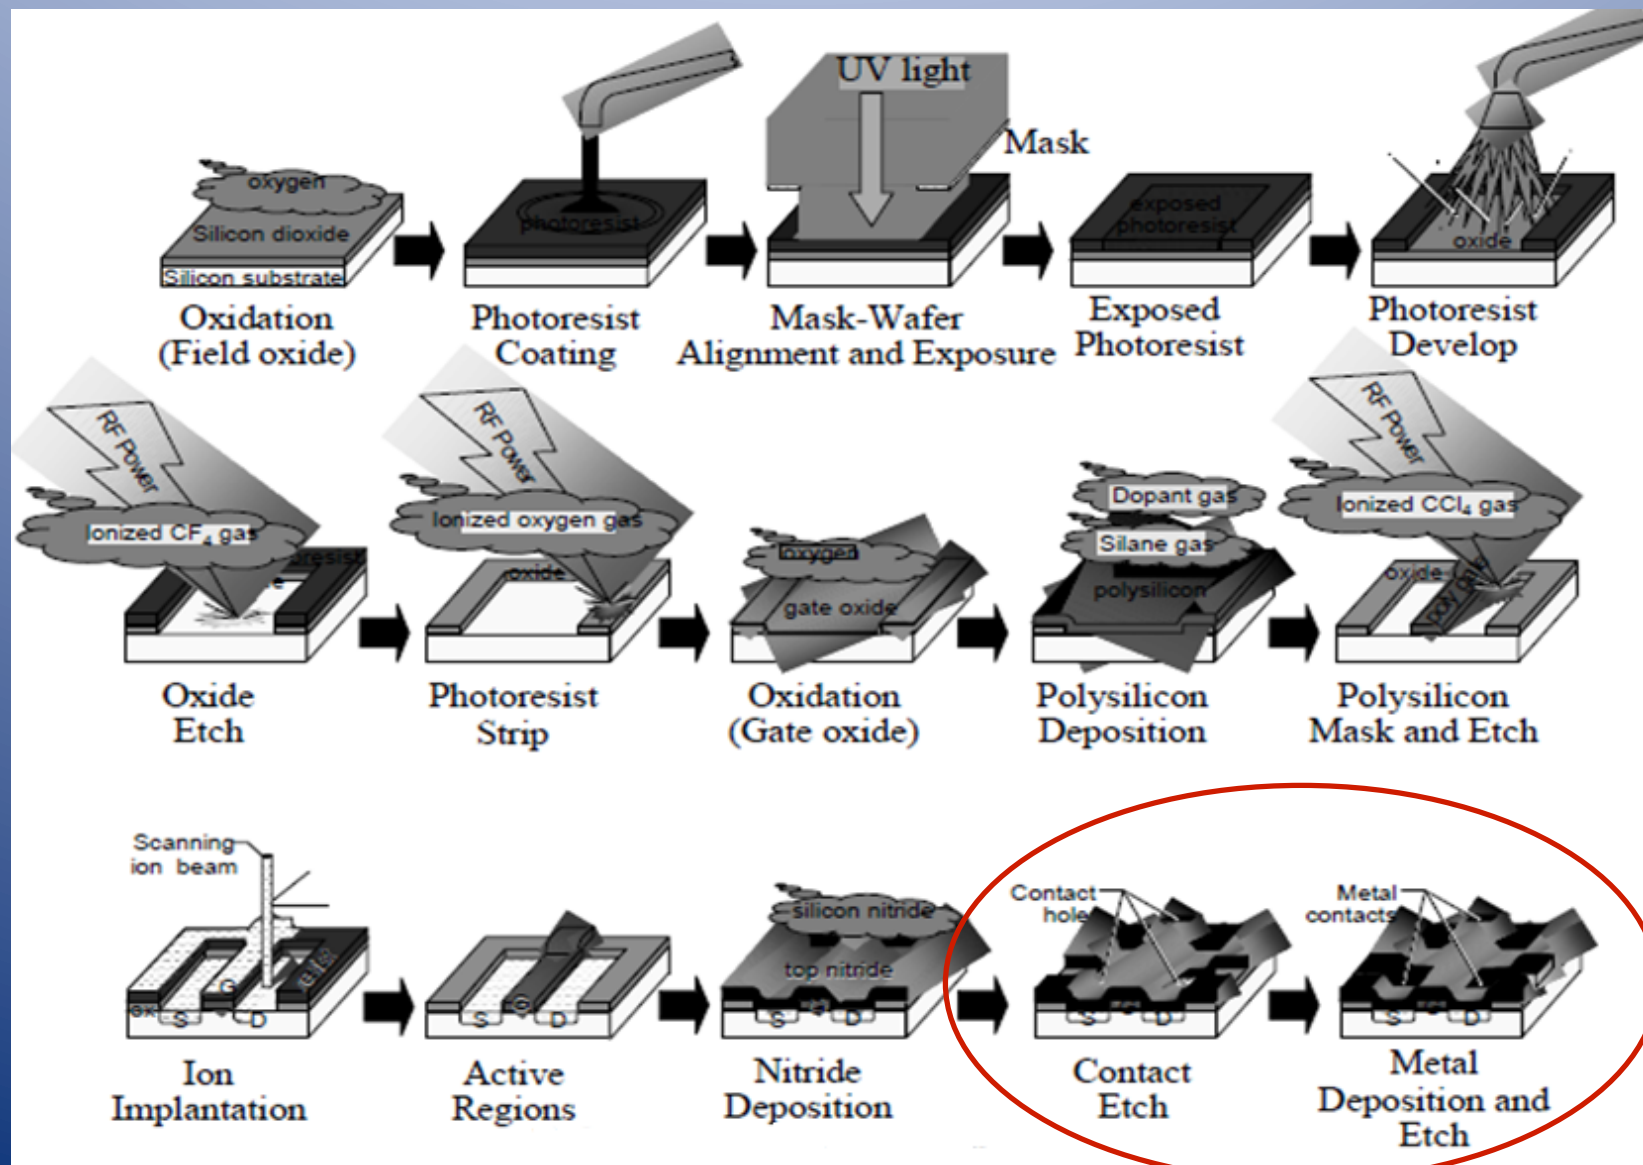 UV light
Mask
oxygen
Silicon dioxide
Silicon substrate
photoresist
exposed
photoresist
oxide
Oxidation
(Field oxide)
Photoresist
Coating
Mask-Wafer
Alignment and Exposure
Exposed
Photoresist
Photoresist
Develop
RF Power
Ionized CF₄ gas
RF Power
Ionized oxygen gas
oxide
oxygen
gate oxide
Dopant gas
Silane gas
polysilicon
RF Power
Ionized CCl₄ gas
oxide
poly gate
Oxide
Etch
Photoresist
Strip
Oxidation
(Gate oxide)
Polysilicon
Deposition
Polysilicon
Mask and Etch
Scanning
ion beam
G
ox
S
D
G
S
D
silicon nitride
top nitride
G
S
D
Contact
hole
S
D
Metal
contacts
S
D
Ion
Implantation
Active
Regions
Nitride
Deposition
Contact
Etch
Metal
Deposition and
Etch